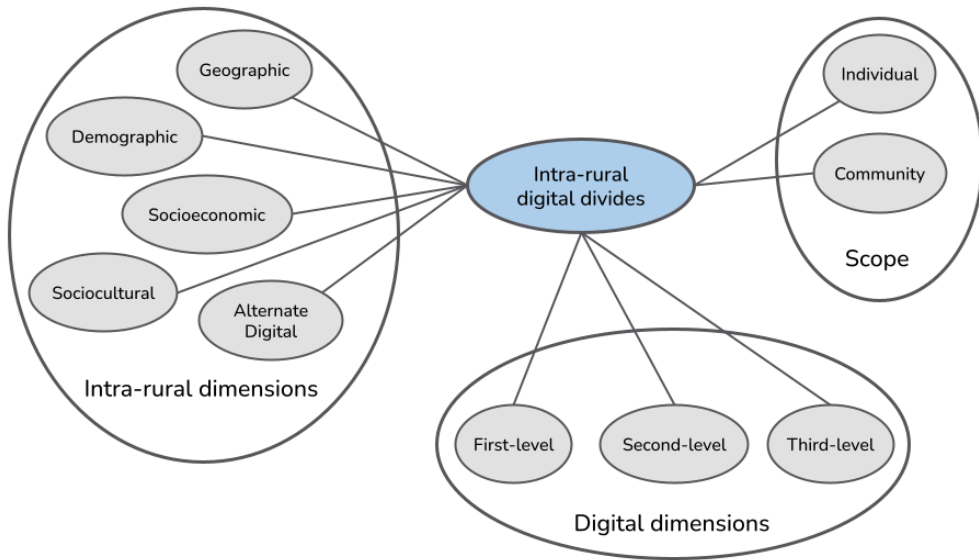 Geographic
Demographic
Socioeconomic
Sociocultural
Alternate
Digital
Intra-rural dimensions
Intra-rural
digital divides
Individual
Community
Scope
First-level
Second-level
Third-level
Digital dimensions